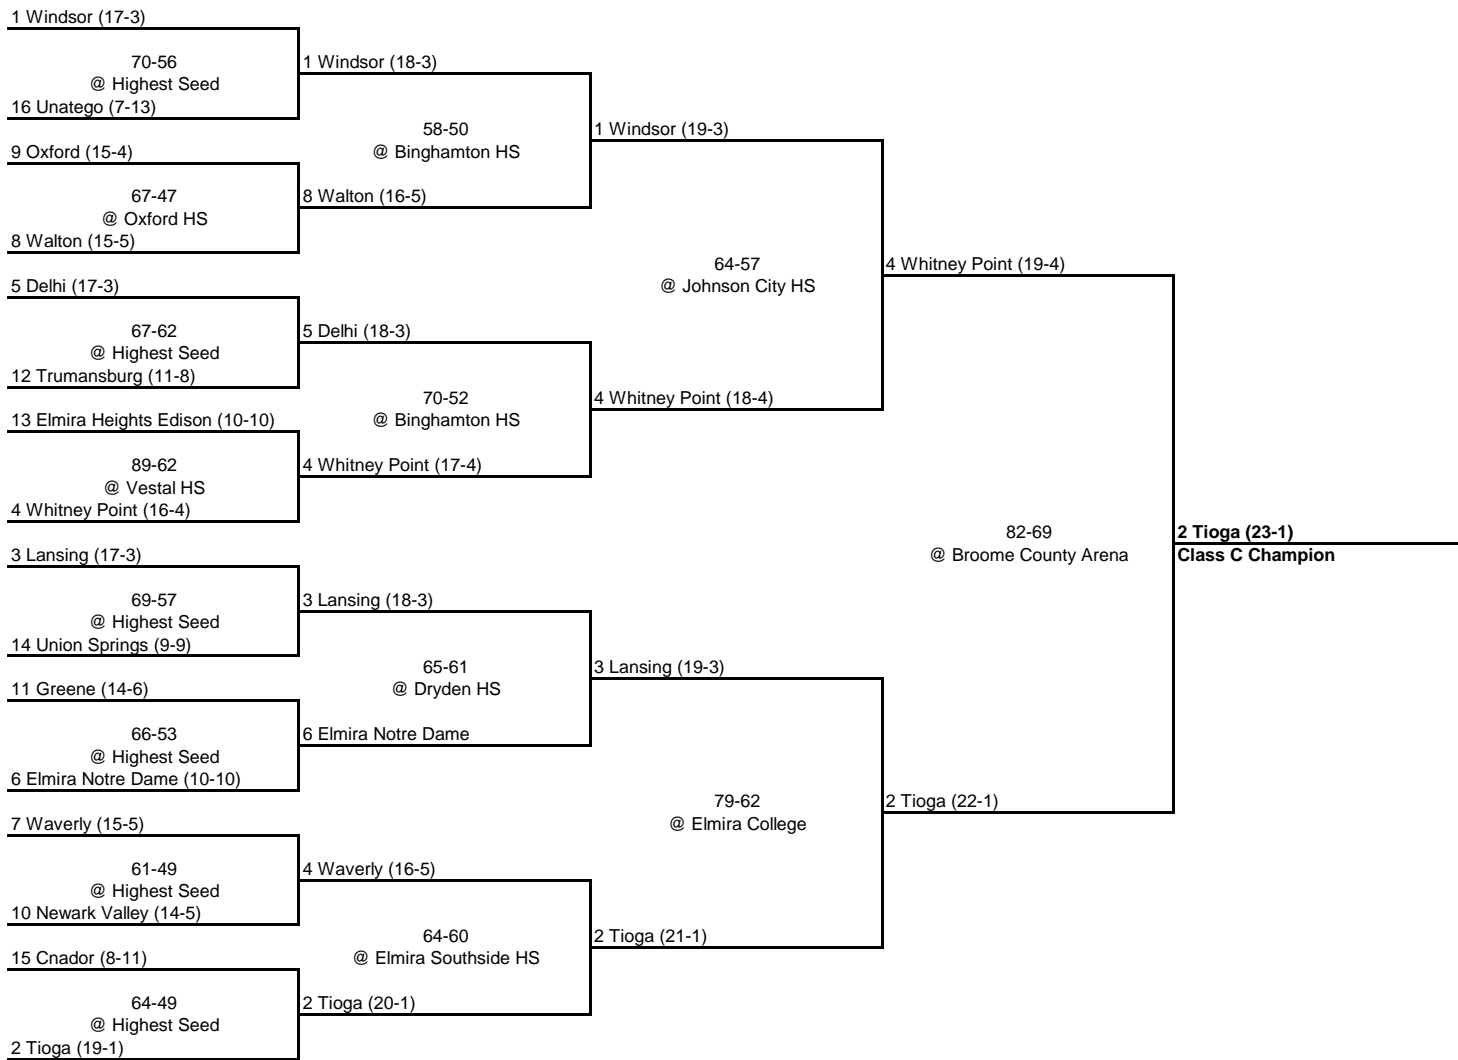 1 Windsor (17-3)
70-56
@ Highest Seed
16 Unatego (7-13)
9 Oxford (15-4)
67-47
@ Oxford HS
8 Walton (15-5)
5 Delhi (17-3)
67-62
@ Highest Seed
12 Trumansburg (11-8)
13 Elmira Heights Edison (10-10)
89-62
@ Vestal HS
4 Whitney Point (16-4)
3 Lansing (17-3)
69-57
@ Highest Seed
14 Union Springs (9-9)
11 Greene (14-6)
66-53
@ Highest Seed
6 Elmira Notre Dame (10-10)
7 Waverly (15-5)
61-49
@ Highest Seed
10 Newark Valley (14-5)
15 Cnador (8-11)
64-49
@ Highest Seed
2 Tioga (19-1)
1 Windsor (18-3)
58-50
@ Binghamton HS
8 Walton (16-5)
5 Delhi (18-3)
70-52
@ Binghamton HS
4 Whitney Point (17-4)
3 Lansing (18-3)
65-61
@ Dryden HS
6 Elmira Notre Dame
4 Waverly (16-5)
64-60
@ Elmira Southside HS
2 Tioga (20-1)
1 Windsor (19-3)
64-57
@ Johnson City HS
4 Whitney Point (18-4)
3 Lansing (19-3)
79-62
@ Elmira College
2 Tioga (21-1)
4 Whitney Point (19-4)
82-69
@ Broome County Arena
2 Tioga (22-1)
2 Tioga (23-1)
Class C Champion